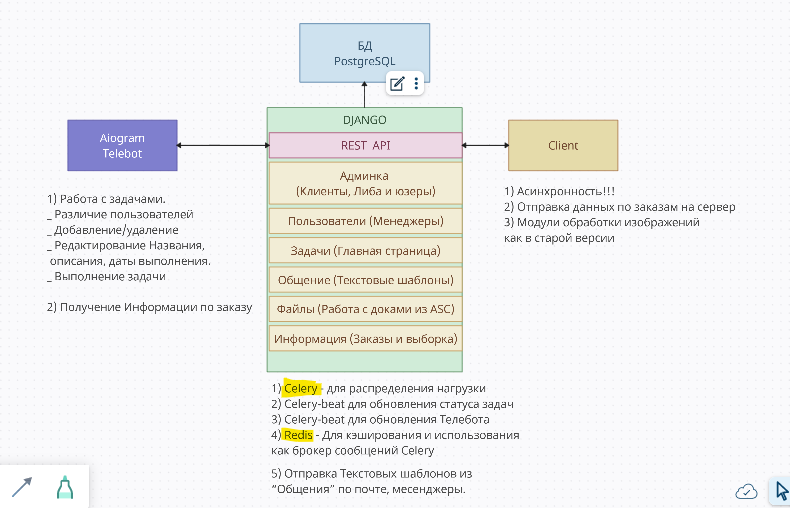 БД
PostgreSQL
DJANGO
REST API
Админка
(Клиенты, Либа и юзеры)
Пользователи (Менеджеры)
Задачи (Главная страница)
Общение (Текстовые шаблоны)
Файлы (Работа с доками из ASC)
Информация (Заказы и выборка)
Aiogram
Telebot
1) Работа с задачами.
_ Различие пользователей
_ Добавление/удаление
_ Редактирование Названия,
описания, даты выполнения.
_ Выполнение задачи
2) Получение Информации по заказу
Client
1) Асинхронность!!!
2) Отправка данных по заказам на сервер
3) Модули обработки изображений
как в старой версии
1) Celery - для распределения нагрузки
2) Celery-beat для обновления статуса задач
3) Celery-beat для обновления Телебота
4) Redis - Для кэширования и использования
как брокер сообщений Celery
5) Отправка Текстовых шаблонов из
“Общения” по почте, месенджеры.